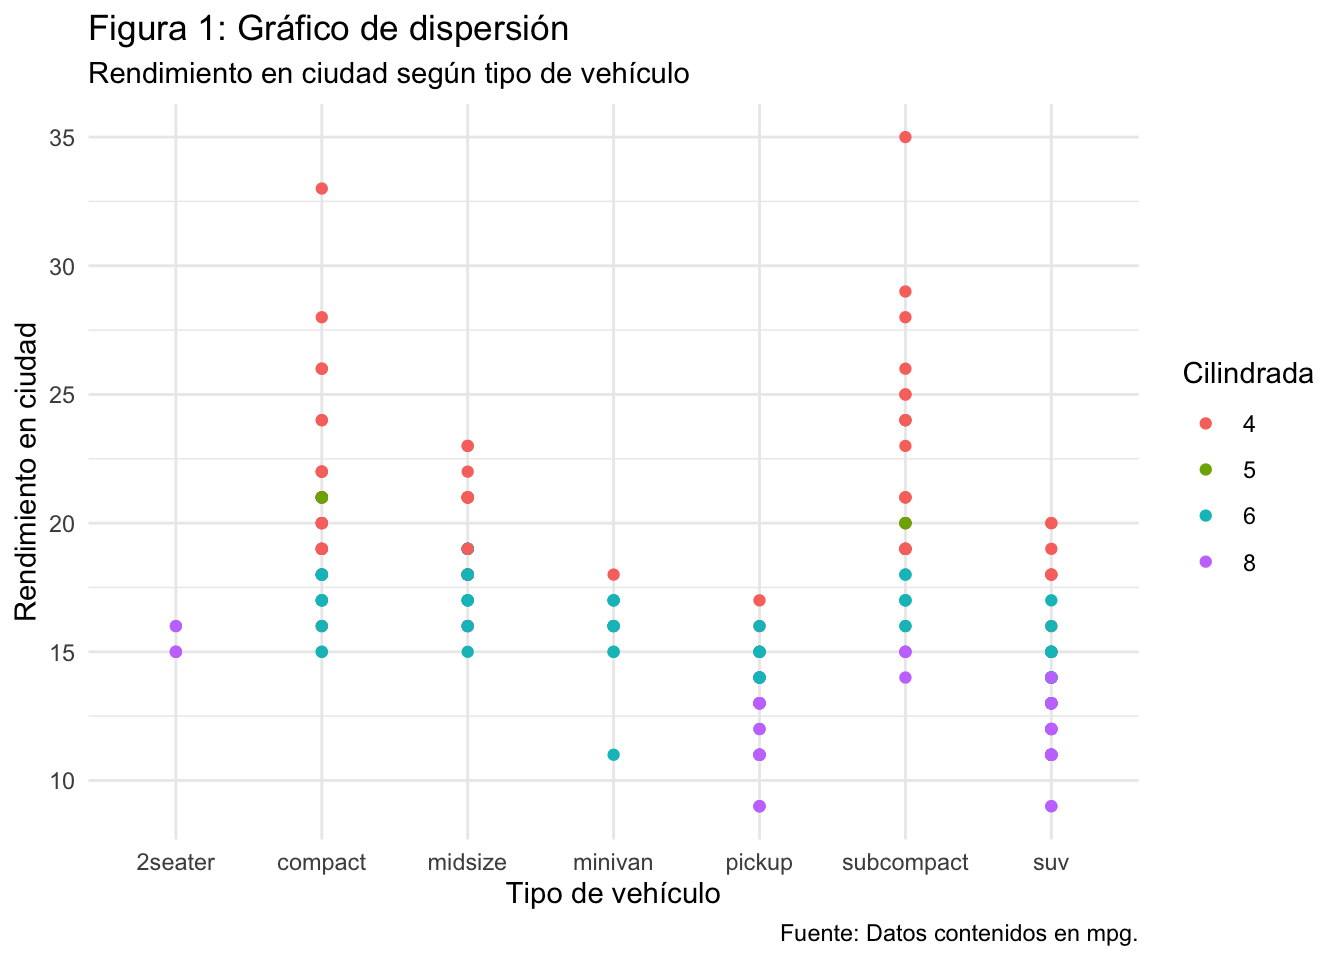 Figura 1: Gráfico de dispersión
Rendimiento en ciudad según tipo de vehículo
Rendimiento en ciudad
35
30
25
20
15
10
2seater compact midsize minivan pickup subcompact suv
Tipo de vehículo
Cilindrada
4
5
6
8
Fuente: Datos contenidos en mpg.